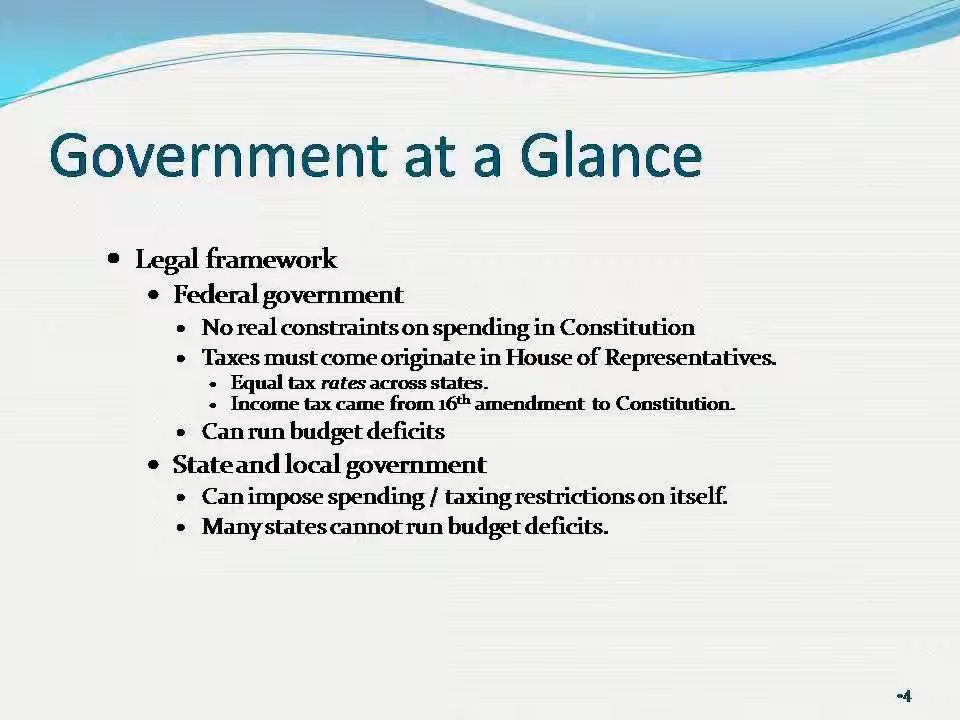 Government at a Glance
• Legal framework
• Federal government
• No real constraints on spending in Constitution
• Taxes must come originate in House of Representatives.
• Equal tax rates across states.
• Income tax came from 16th amendment to Constitution.
• Can run budget deficits
• State and local government
• Can impose spending / taxing restrictions on itself.
• Many states cannot run budget deficits.
-4